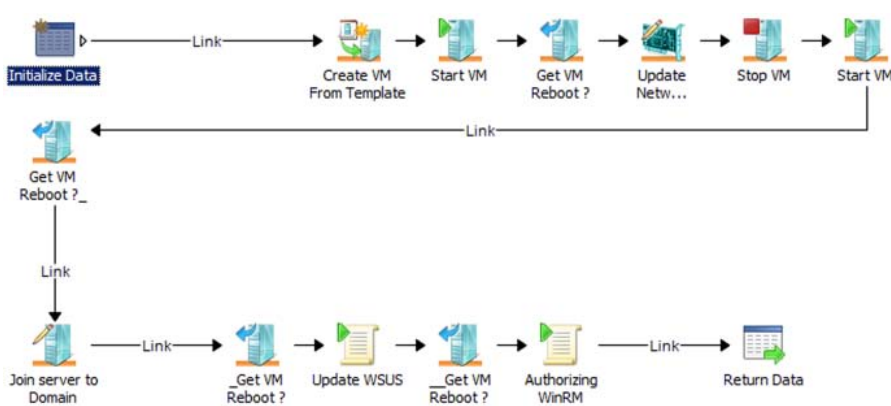 Link
Initialize Data
Create VM
From Template
Start VM
Get VM
Reboot ?
Update
Netw...
Stop VM
Start VM
Link
Get VM
Reboot ?_
Link
Join server to
Domain
Link
_Get VM
Reboot ?
Update WSUS
__Get VM
Reboot ?
Authorizing
WinRM
Link
Return Data